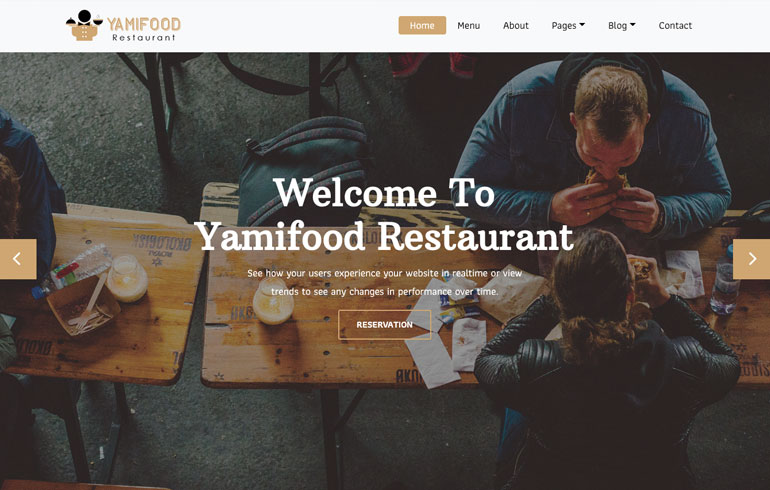 YAMIFOOD
Restaurant
Home
Menu
About
Pages
Blog
Contact
Welcome To
Yamifood Restaurant
See how your users experience your website in realtime or view
trends to see any changes in performance over time.
RESERVATION